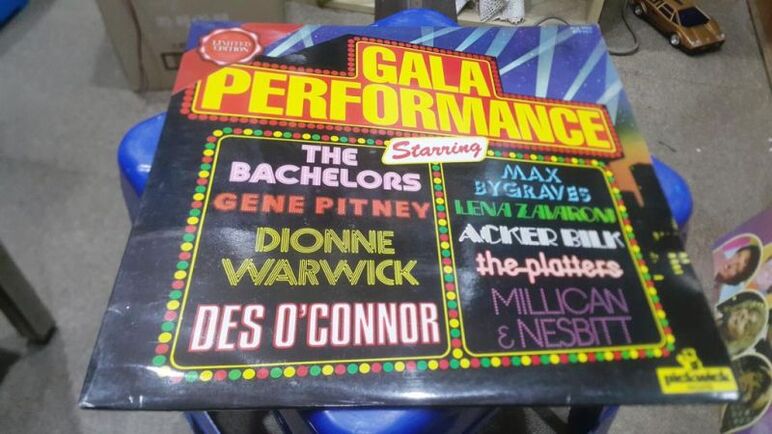 LIMITED
EDITION
GALA
PERFORMANCE
Starring
THE
BACHELORS
GENE PITNEY
DIONNE
WARWICK
DES O'CONNOR
MAX
BYGRAVES
LENA ZAVARONI
ACKER BILK
the platters
MILLICAN
& NESBITT
pickwick